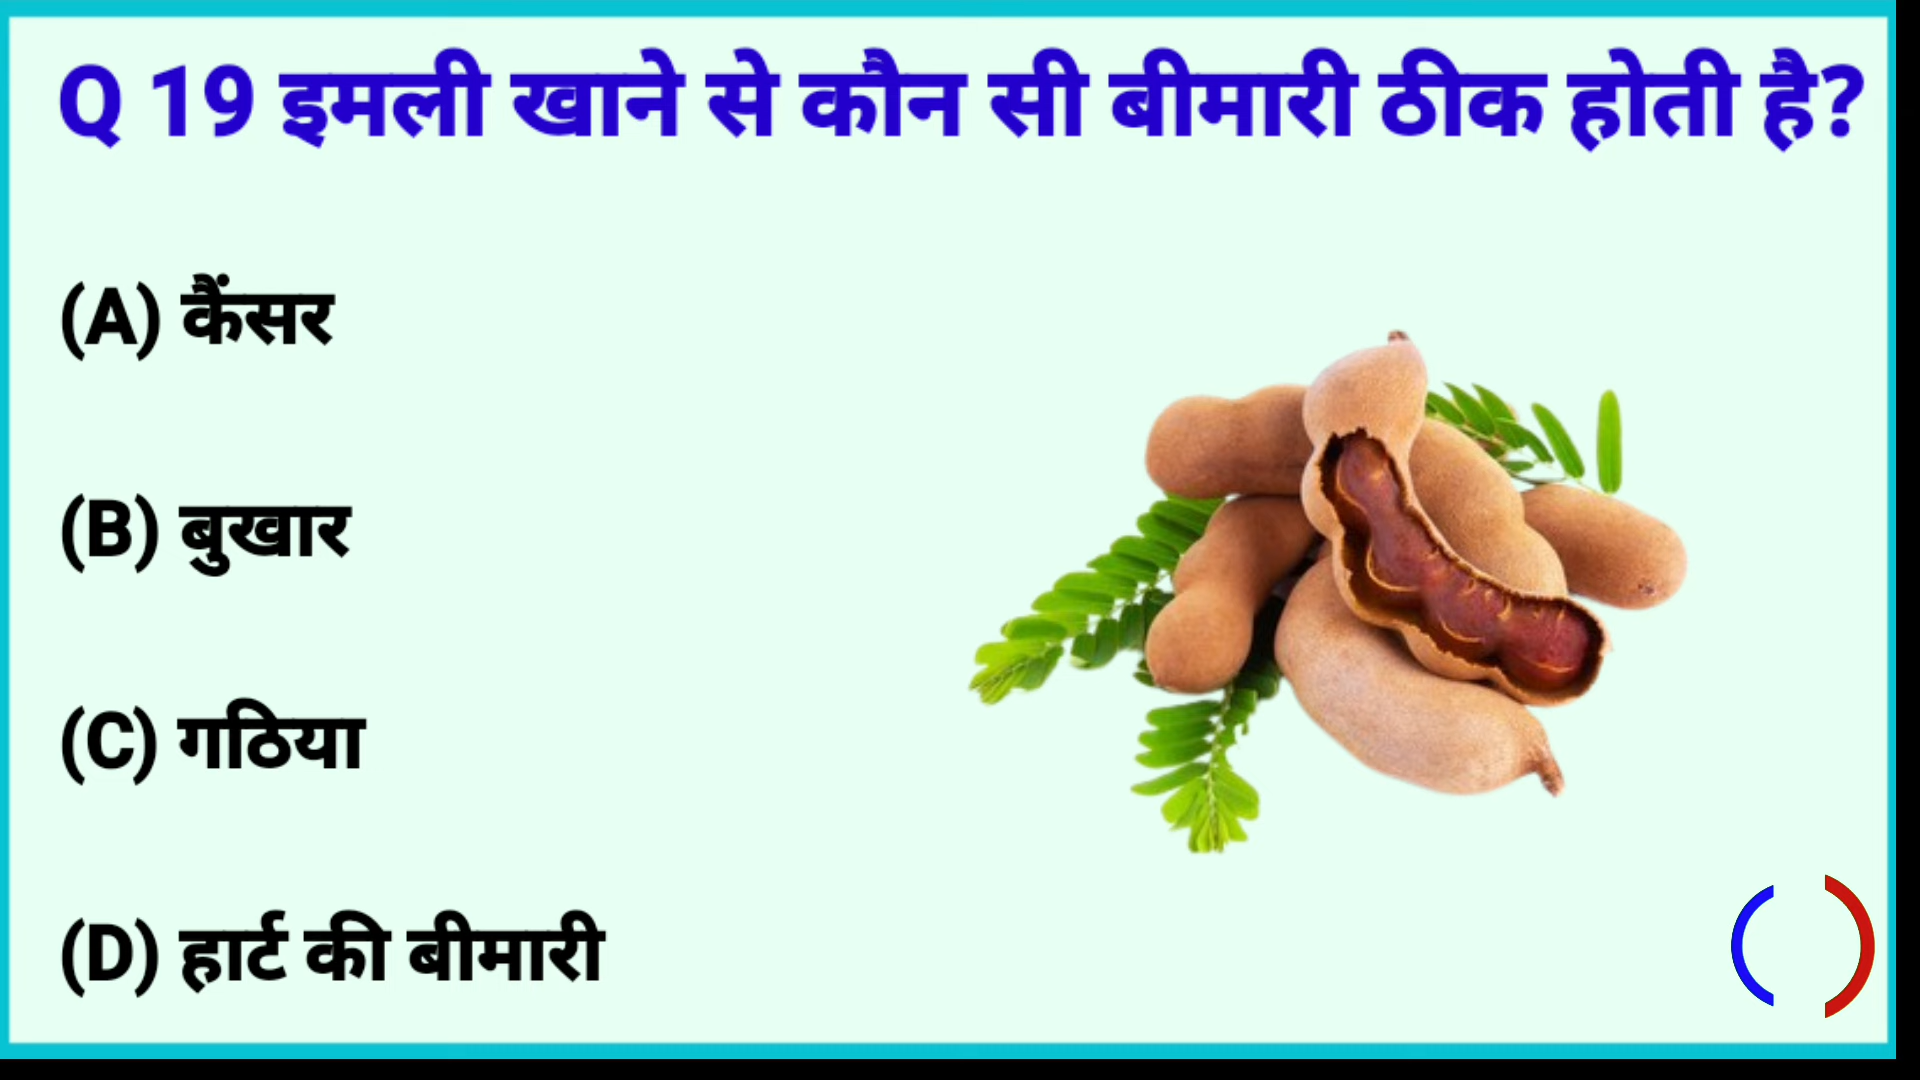 Q 19 इमली खाने से कौन सी बीमारी ठीक होती है?
(A) कैंसर
(B) बुखार
(C) गठिया
(D) हार्ट की बीमारी